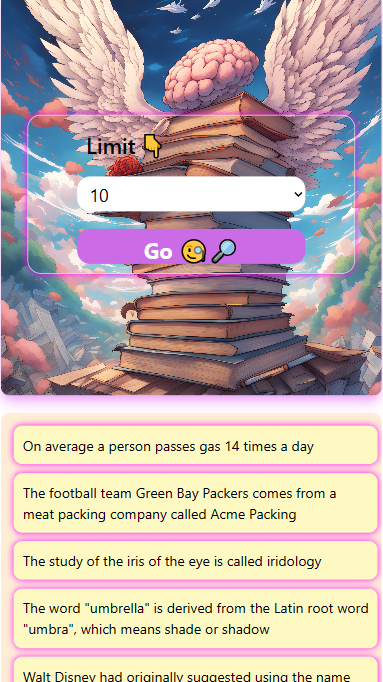 Limit 👇
10
Go 🧐🔎
On average a person passes gas 14 times a day
The football team Green Bay Packers comes from a
meat packing company called Acme Packing
The study of the iris of the eye is called iridology
The word "umbrella" is derived from the Latin root word
"umbra", which means shade or shadow
Walt Disney had originally suggested using the name